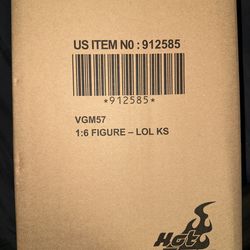 US ITEM NO : 912585
*912585*
VGM57
1:6 FIGURE – LOL KS
Hot